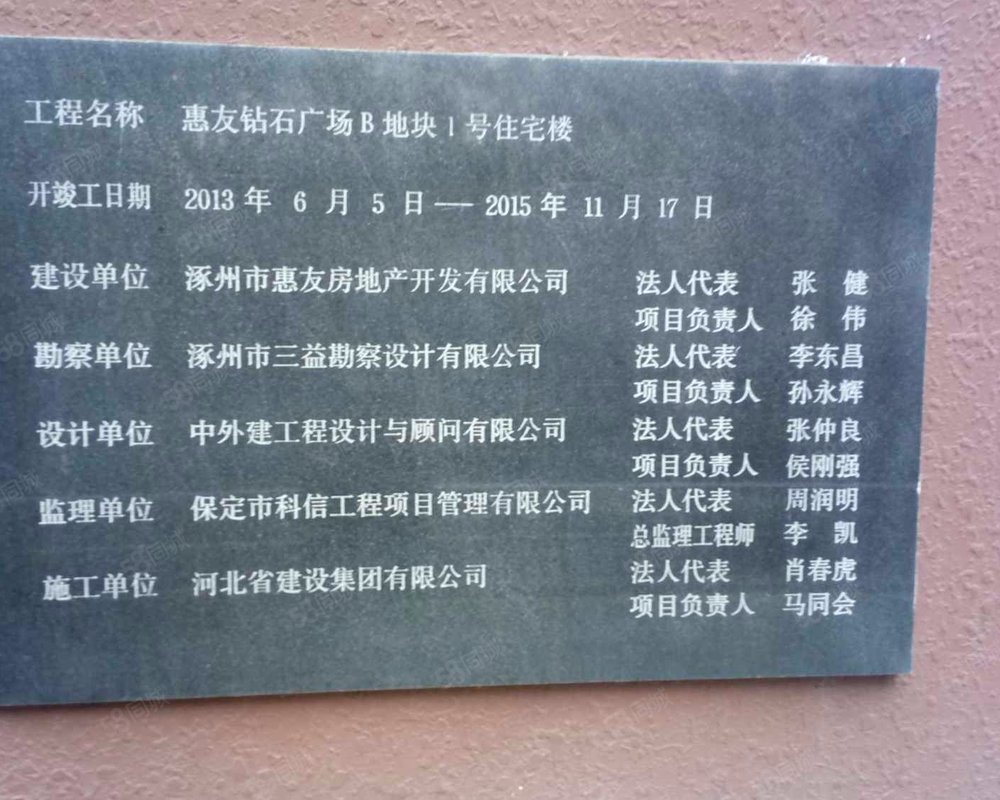 工程名称 惠友钻石广场B地块1号住宅楼
开竣工日期 2013年 6 月 5 日——2015年 11 月 17 日
建设单位 涿州市惠友房地产开发有限公司 法人代表 张 健
项目负责人 徐 伟
勘察单位 涿州市三益勘察设计有限公司 法人代表 李东昌
项目负责人 孙永辉
设计单位 中外建工程设计与顾问有限公司 法人代表 张仲良
项目负责人 侯刚强
监理单位 保定市科信工程项目管理有限公司 法人代表 周润明
总监理工程师 李 凯
施工单位 河北省建设集团有限公司 法人代表 肖春虎
项目负责人 马同会